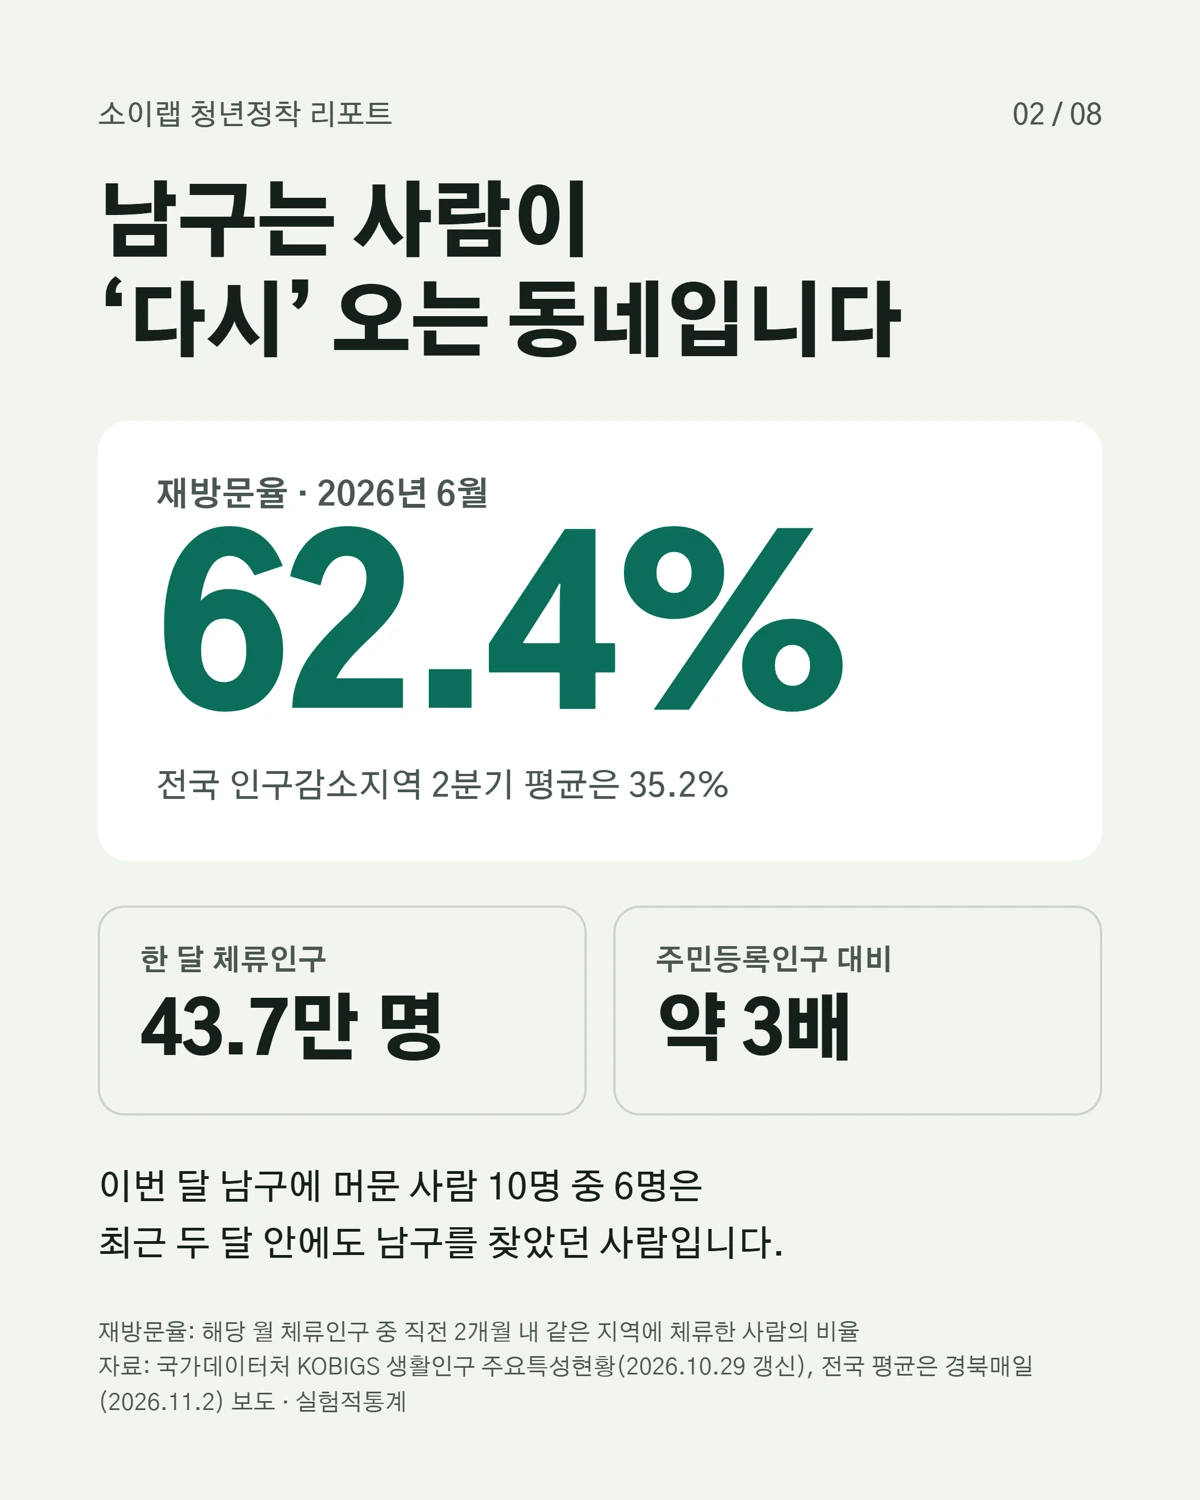 소이랩 청년정착 리포트
02 / 08
남구는 사람이
‘다시’ 오는 동네입니다
재방문율 · 2026년 6월
62.4%
전국 인구감소지역 2분기 평균은 35.2%
한 달 체류인구
43.7만 명
주민등록인구 대비
약 3배
이번 달 남구에 머문 사람 10명 중 6명은
최근 두 달 안에도 남구를 찾았던 사람입니다.
재방문율: 해당 월 체류인구 중 직전 2개월 내 같은 지역에 체류한 사람의 비율
자료: 국가데이터처 KOBIGS 생활인구 주요특성현황(2026.10.29 갱신), 전국 평균은 경북매일
(2026.11.2) 보도 · 실험적통계